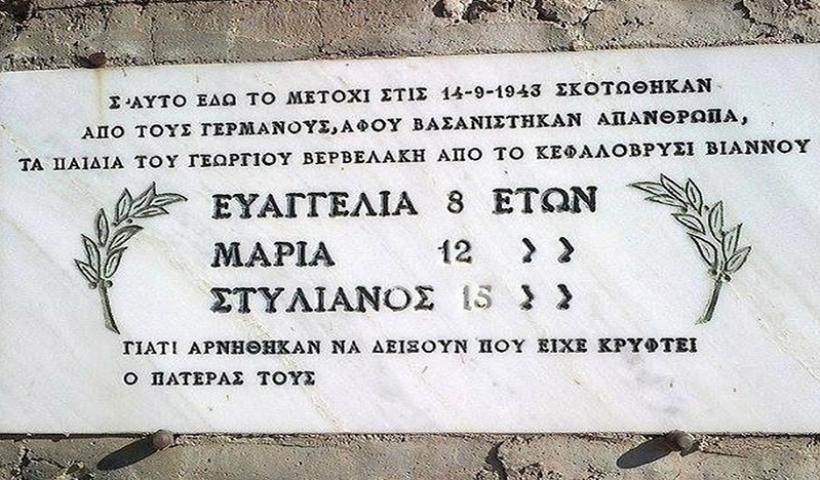 Σ'ΑΥΤΟ ΕΔΩ ΤΟ ΜΕΤΟΧΙ ΣΤΙΣ 14-9-1943 ΣΚΟΤΩΘΗΚΑΝ
ΑΠΟ ΤΟΥΣ ΓΕΡΜΑΝΟΥΣ,ΑΦΟΥ ΒΑΣΑΝΙΣΤΗΚΑΝ ΑΠΑΝΘΡΩΠΑ,
ΤΑ ΠΑΙΔΙΑ ΤΟΥ ΓΕΩΡΓΙΟΥ ΒΕΡΒΕΛΑΚΗ ΑΠΟ ΤΟ ΚΕΦΑΛΟΒΡΥΣΙ ΒΙΑΝΝΟΥ
ΕΥΑΓΓΕΛΙΑ 8 ΕΤΩΝ
ΜΑΡΙΑ 12 》
ΣΤΥΛΙΑΝΟΣ 15 》
ΓΙΑΤΙ ΑΡΝΗΘΗΚΑΝ ΝΑ ΔΕΙΞΟΥΝ ΠΟΥ ΕΙΧΕ ΚΡΥΦΤΕΙ
Ο ΠΑΤΕΡΑΣ ΤΟΥΣ